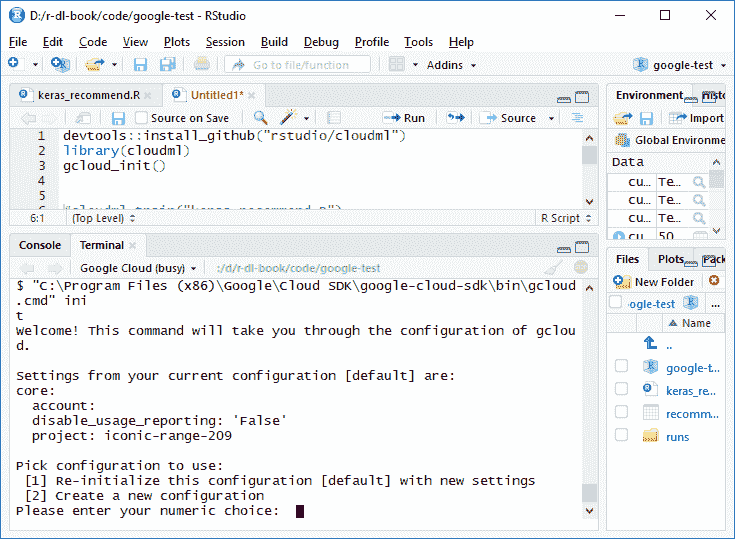 D:/r-dl-book/code/google-test - RStudio
File Edit Code View Plots Session Build Debug Profile Tools Help
Go to file/function Addins google-test
keras_recommend.R Untitled1*
Source on Save Run Source
1 devtools::install_github("rstudio/cloudml")
2 library(cloudml)
3 gcloud_init()
4
5
6:1 (Top Level) R Script
Console Terminal
Google Cloud (busy) :/d/r-dl-book/code/google-test
$ "C:\Program Files (x86)\Google\Cloud SDK\google-cloud-sdk\bin\gcloud
.cmd" ini
t
Welcome! This command will take you through the configuration of gclou
d.
Settings from your current configuration [default] are:
core:
account:
disable_usage_reporting: 'False'
project: iconic-range-209
Pick configuration to use:
[1] Re-initialize this configuration [default] with new settings
[2] Create a new configuration
Please enter your numeric choice:
Environment
Import
Global Environme
Data
cu... Te...
cu... Te...
cu... Te...
cu 50
Files Plots Pack
New Folder
ogle-test ...
Name
..
google-t...
keras_re...
recomm...
runs